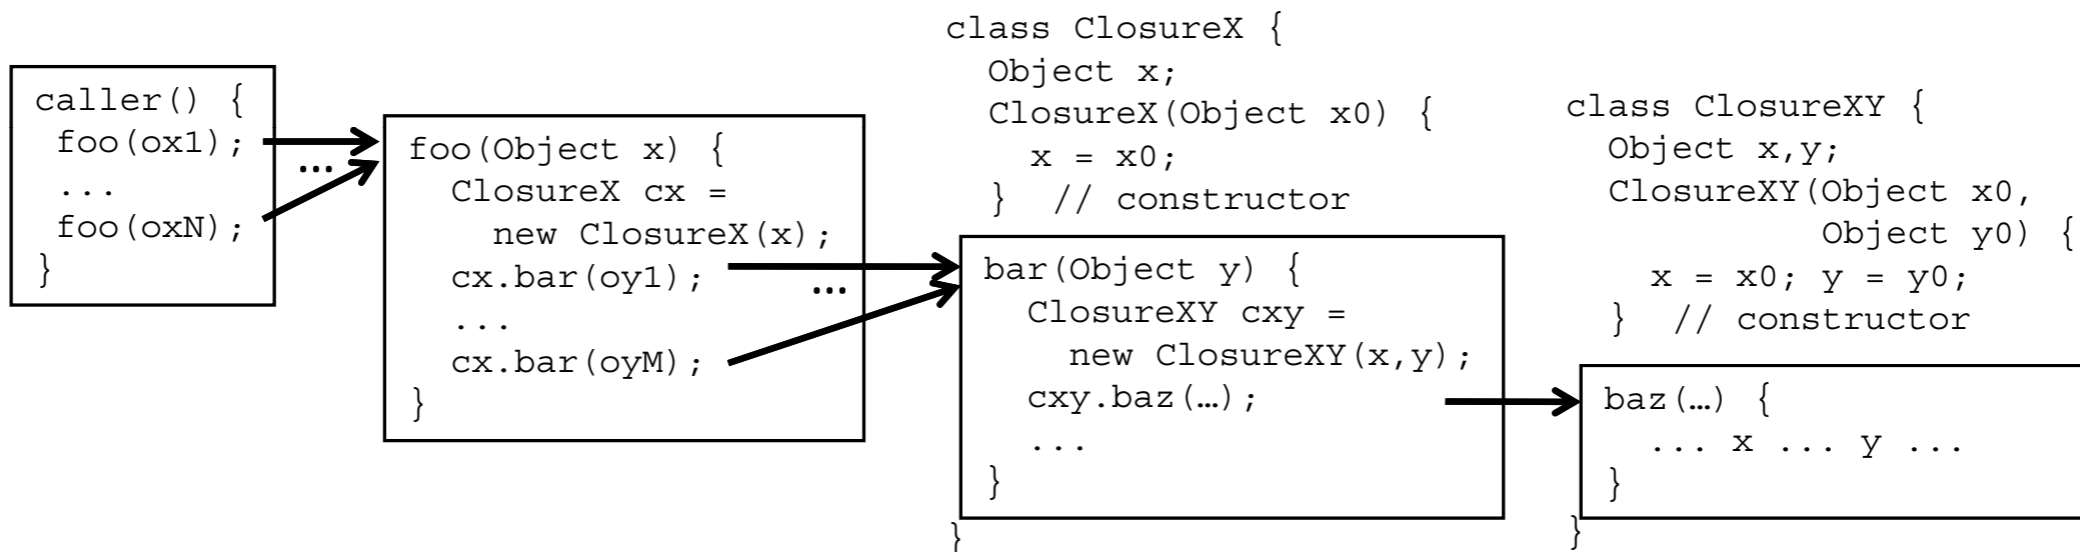 caller() {
foo(ox1);
...
foo(oxN);
}
...
foo(Object x) {
ClosureX cx =
new ClosureX(x);
cx.bar(oy1);
...
cx.bar(oyM);
}
...
class ClosureX {
Object x;
ClosureX(Object x0) {
x = x0;
} // constructor
bar(Object y) {
ClosureXY cxy =
new ClosureXY(x,y);
cxy.baz(…);
...
}
}
class ClosureXY {
Object x,y;
ClosureXY(Object x0,
Object y0) {
x = x0; y = y0;
} // constructor
baz(…) {
... x ... y ...
}
}